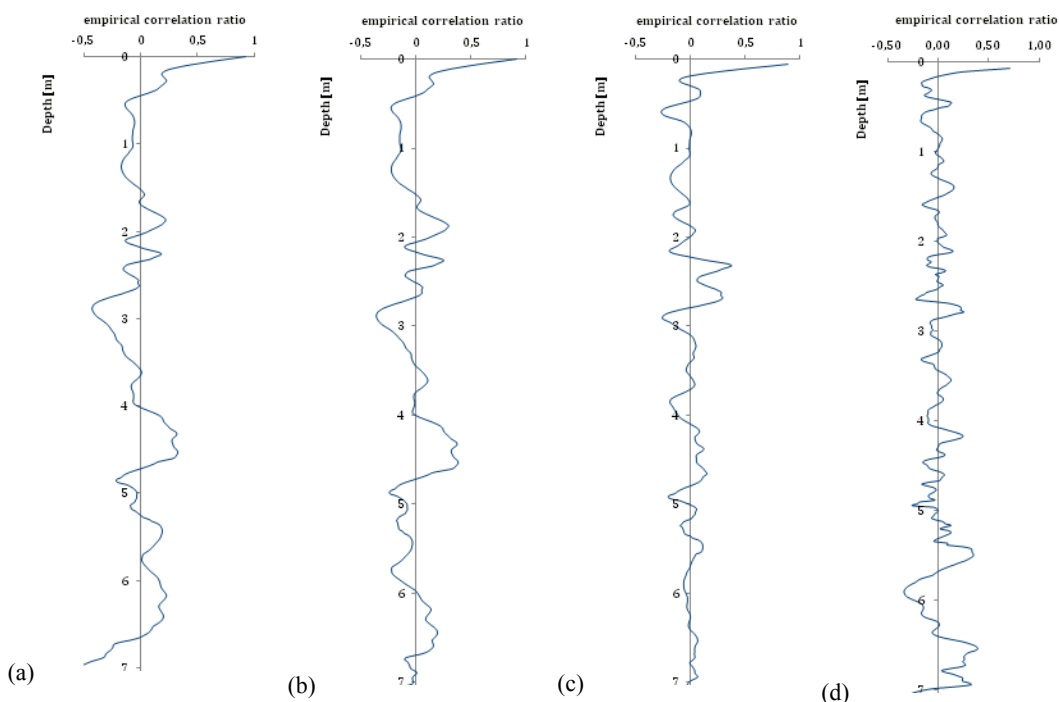 empirical correlation ratio
-0,5 0 0,5 1
0
Depth [m]
1
2
3
4
5
6
7
(a)
empirical correlation ratio
-0,5 0 0,5 1
0
Depth [m]
1
2
3
4
5
6
7
(b)
empirical correlation ratio
-0,5 0 0,5 1
0
Depth [m]
1
2
3
4
5
6
7
(c)
empirical correlation ratio
-0,50 0,00 0,50 1,00
0
Depth [m]
1
2
3
4
5
6
7
(d)